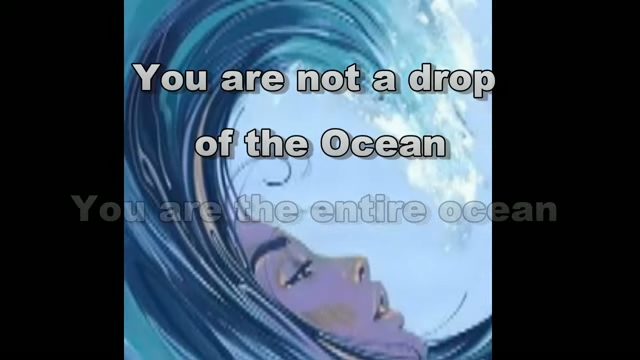 You are not a drop
of the Ocean
You are the entire ocean